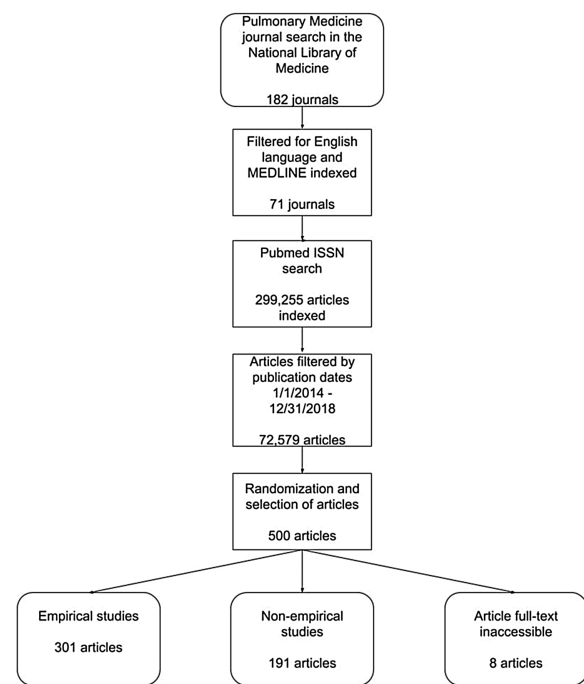 Pulmonary Medicine
journal search in the
National Library of
Medicine
182 journals
Filtered for English
language and
MEDLINE indexed
71 journals
Pubmed ISSN
search
299,255 articles
indexed
Articles filtered by
publication dates
1/1/2014 -
12/31/2018
72,579 articles
Randomization and
selection of articles
500 articles
Empirical studies
301 articles
Non-empirical
studies
191 articles
Article full-text
inaccessible
8 articles